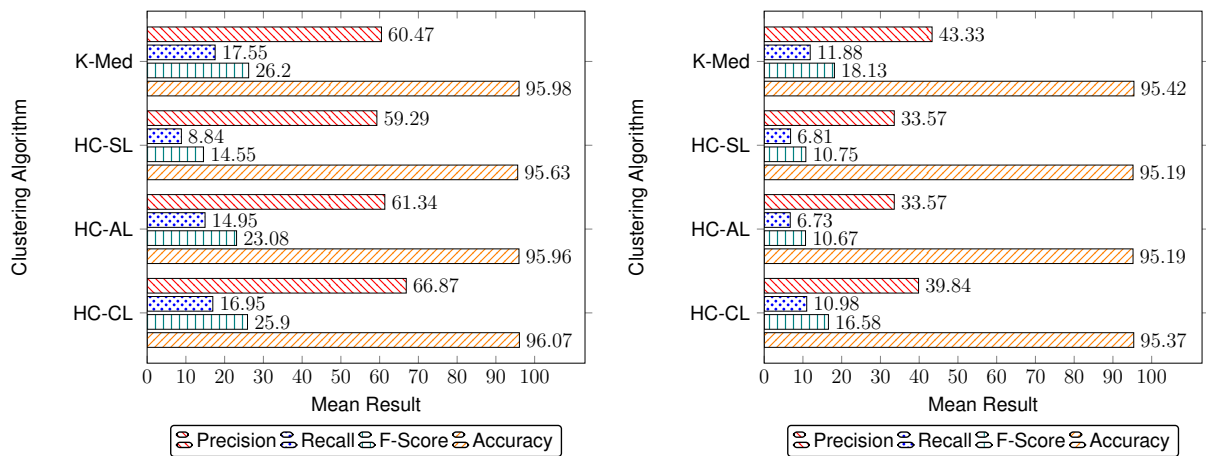 Clustering Algorithm
K-Med
60.47
17.55
26.2
95.98
HC-SL
59.29
8.84
14.55
95.63
HC-AL
61.34
14.95
23.08
95.96
HC-CL
66.87
16.95
25.9
96.07
0 10 20 30 40 50 60 70 80 90 100
Mean Result
Precision Recall F-Score Accuracy
Clustering Algorithm
K-Med
43.33
11.88
18.13
95.42
HC-SL
33.57
6.81
10.75
95.19
HC-AL
33.57
6.73
10.67
95.19
HC-CL
39.84
10.98
16.58
95.37
0 10 20 30 40 50 60 70 80 90 100
Mean Result
Precision Recall F-Score Accuracy